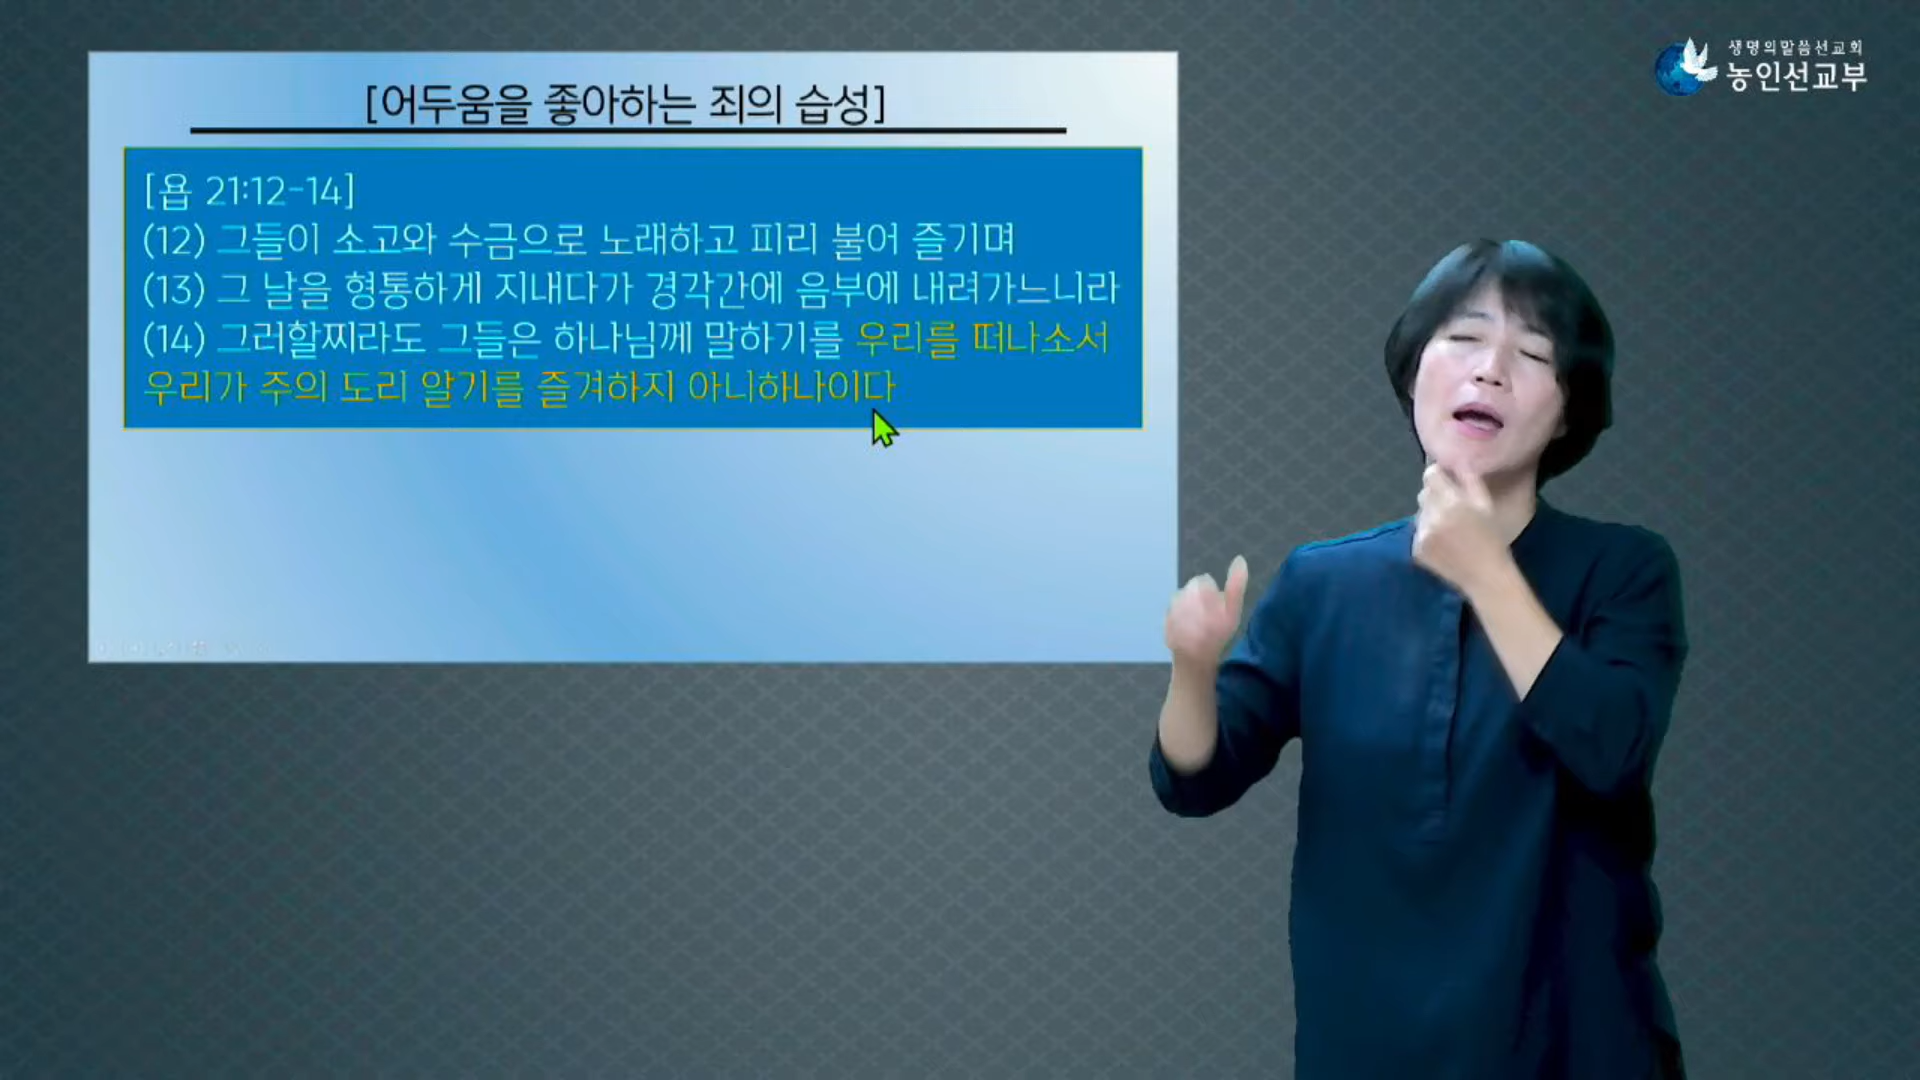 생명의말씀선교회
농인선교부
[어두움을 좋아하는 죄의 습성]
[욥 21:12-14]
(12) 그들이 소고와 수금으로 노래하고 피리 불어 즐기며
(13) 그 날을 형통하게 지내다가 경각간에 음부에 내려가느니라
(14) 그러할찌라도 그들은 하나님께 말하기를 우리를 떠나소서
우리가 주의 도리 알기를 즐겨하지 아니하나이다